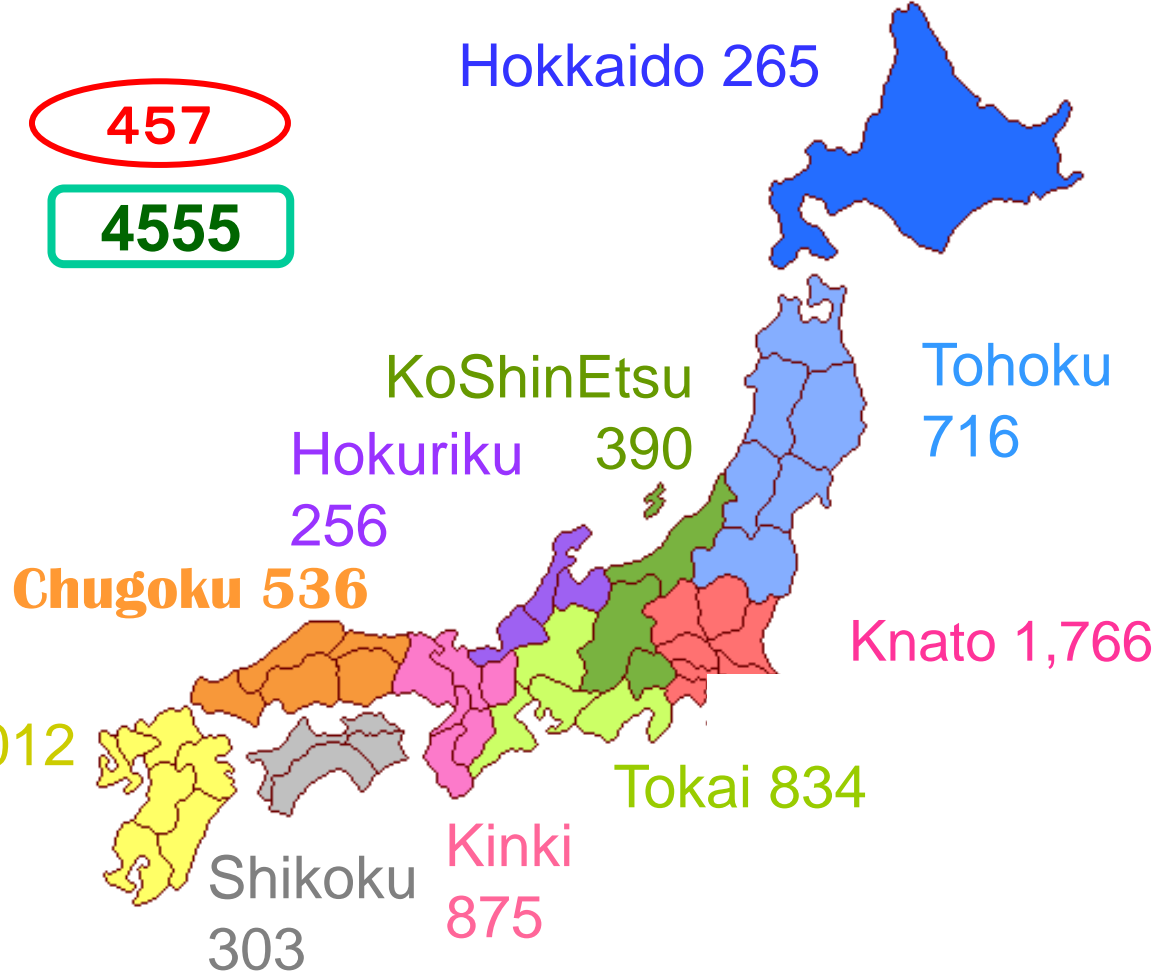 Hokkaido 265
457
4555
KoShinEtsu
390
Tohoku
716
Hokuriku
256
Chugoku 536
Knato 1,766
012
Tokai 834
Kinki
875
Shikoku
303